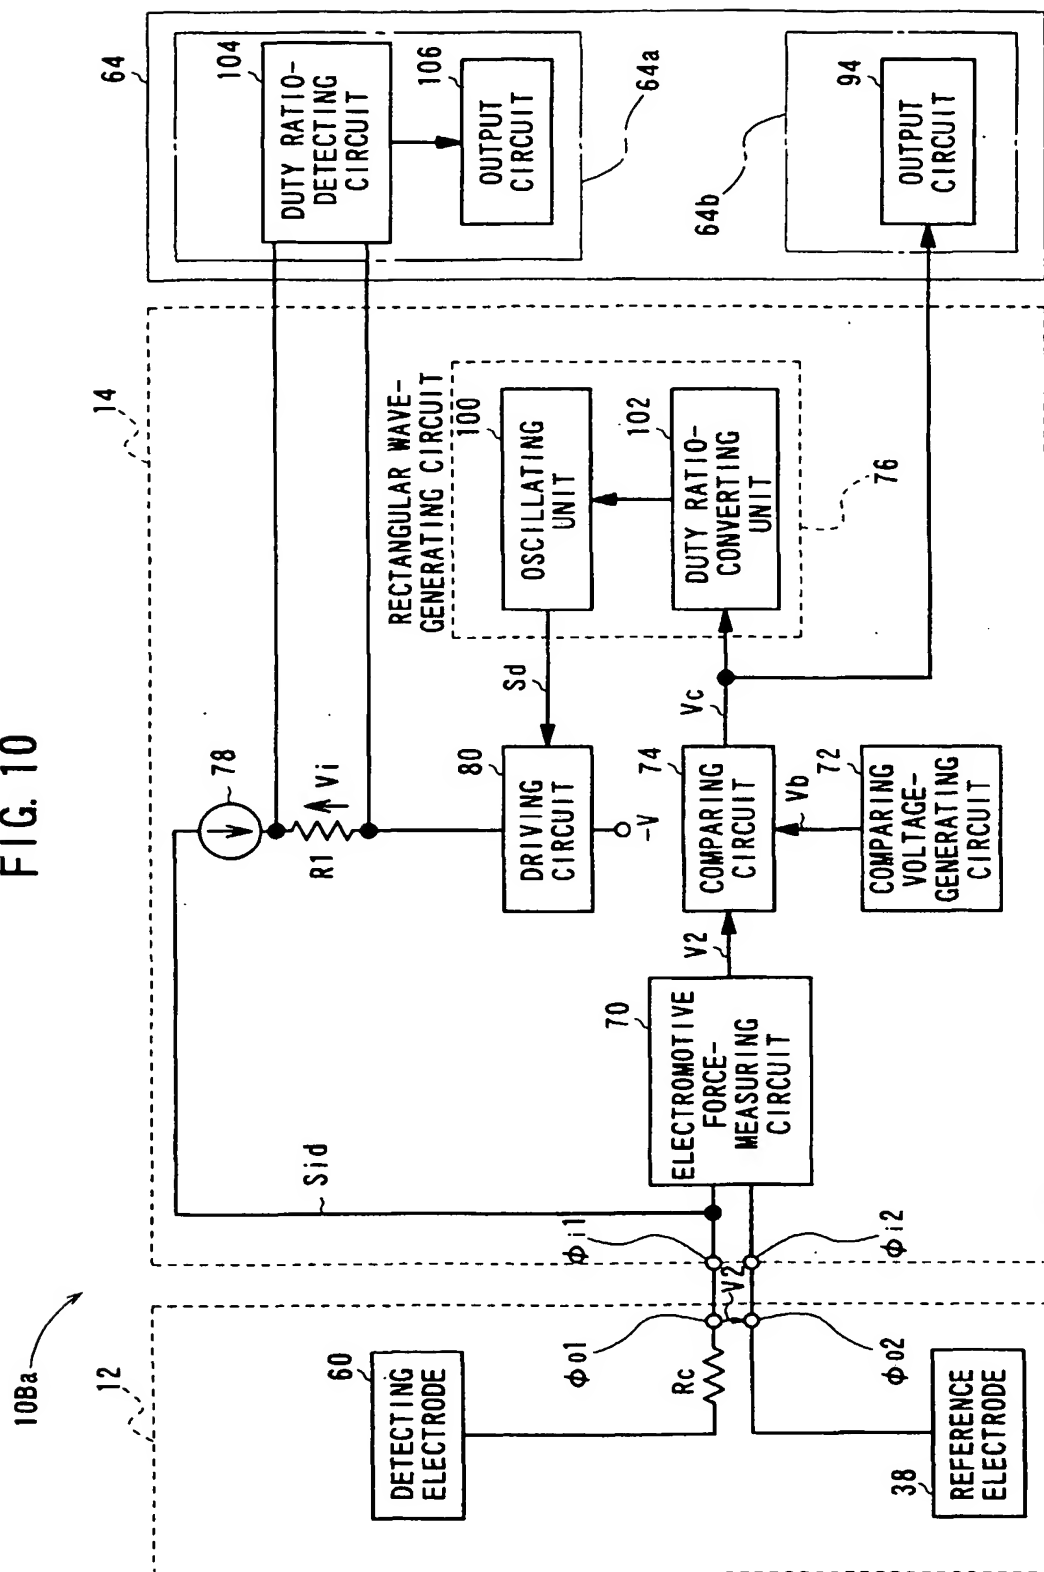 FIG. 10
10Ba
12
14
64
60
DETECTING
ELECTRODE
Rc
ϕo1
ϕo2
V2
ϕi1
ϕi2
38
REFERENCE
ELECTRODE
Sid
70
ELECTROMOTIVE
FORCE-
MEASURING
CIRCUIT
V2
78
R1
Vi
80
DRIVING
CIRCUIT
-V
74
COMPARING
CIRCUIT
Vb
72
COMPARING
VOLTAGE-
GENERATING
CIRCUIT
Vc
Sd
RECTANGULAR WAVE-
GENERATING CIRCUIT
100
OSCILLATING
UNIT
102
DUTY RATIO-
CONVERTING
UNIT
76
104
DUTY RATIO-
DETECTING
CIRCUIT
106
OUTPUT
CIRCUIT
64a
64b
94
OUTPUT
CIRCUIT